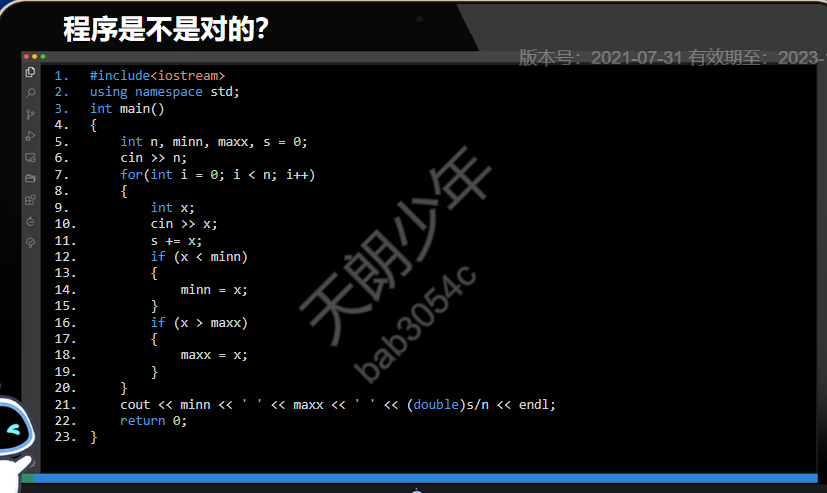 程序是不是对的？
版本号：2021-07-31 有效期至：2023-
1. #include<iostream>
2. using namespace std;
3. int main()
4. {
5. int n, minn, maxx, s = 0;
6. cin >> n;
7. for(int i = 0; i < n; i++)
8. {
9. int x;
10. cin >> x;
11. s += x;
12. if (x < minn)
13. {
14. minn = x;
15. }
16. if (x > maxx)
17. {
18. maxx = x;
19. }
20. }
21. cout << minn << ' ' << maxx << ' ' << (double)s/n << endl;
22. return 0;
23. }
天朗少年
bab3054c